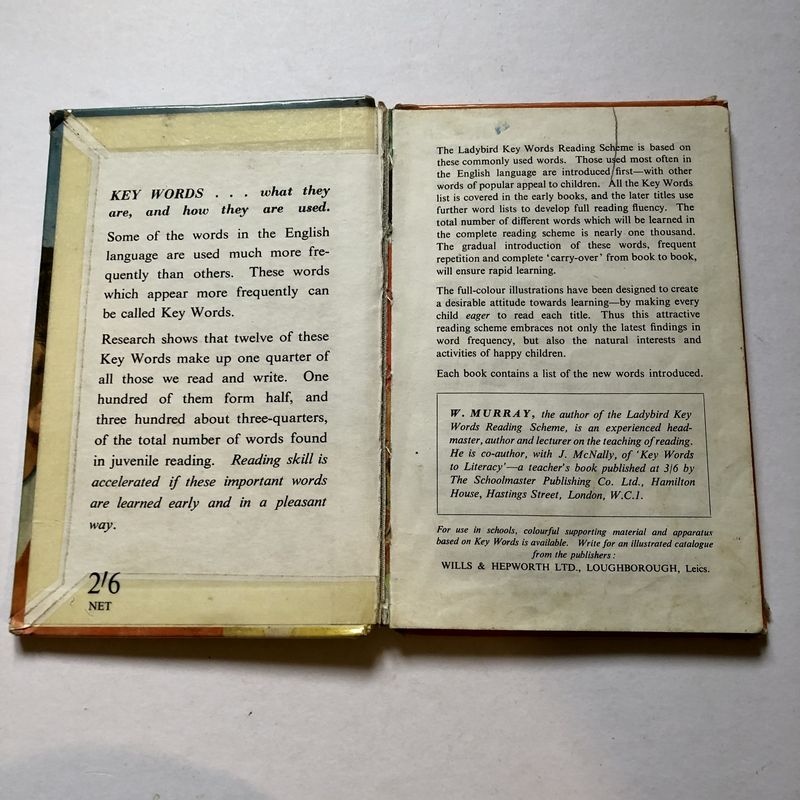 KEY WORDS . . . what they
are, and how they are used.
Some of the words in the English
language are used much more fre-
quently than others. These words
which appear more frequently can
be called Key Words.
Research shows that twelve of these
Key Words make up one quarter of
all those we read and write. One
hundred of them form half, and
three hundred about three-quarters,
of the total number of words found
in juvenile reading. Reading skill is
accelerated if these important words
are learned early and in a pleasant
way.
2'6
NET
The Ladybird Key Words Reading Scheme is based on
these commonly used words. Those used most often in
the English language are introduced first—with other
words of popular appeal to children. All the Key Words
list is covered in the early books, and the later titles use
further word lists to develop full reading fluency. The
total number of different words which will be learned in
the complete reading scheme is nearly one thousand.
The gradual introduction of these words, frequent
repetition and complete 'carry-over' from book to book,
will ensure rapid learning.
The full-colour illustrations have been designed to create
a desirable attitude towards learning—by making every
child eager to read each title. Thus this attractive
reading scheme embraces not only the latest findings in
word frequency, but also the natural interests and
activities of happy children.
Each book contains a list of the new words introduced.
W. MURRAY, the author of the Ladybird Key
Words Reading Scheme, is an experienced head-
master, author and lecturer on the teaching of reading.
He is co-author, with J. McNally, of 'Key Words
to Literacy'—a teacher's book published at 3/6 by
The Schoolmaster Publishing Co. Ltd., Hamilton
House, Hastings Street, London, W.C.1.
For use in schools, colourful supporting material and apparatus
based on Key Words is available. Write for an illustrated catalogue
from the publishers:
WILLS & HEPWORTH LTD., LOUGHBOROUGH, Leics.